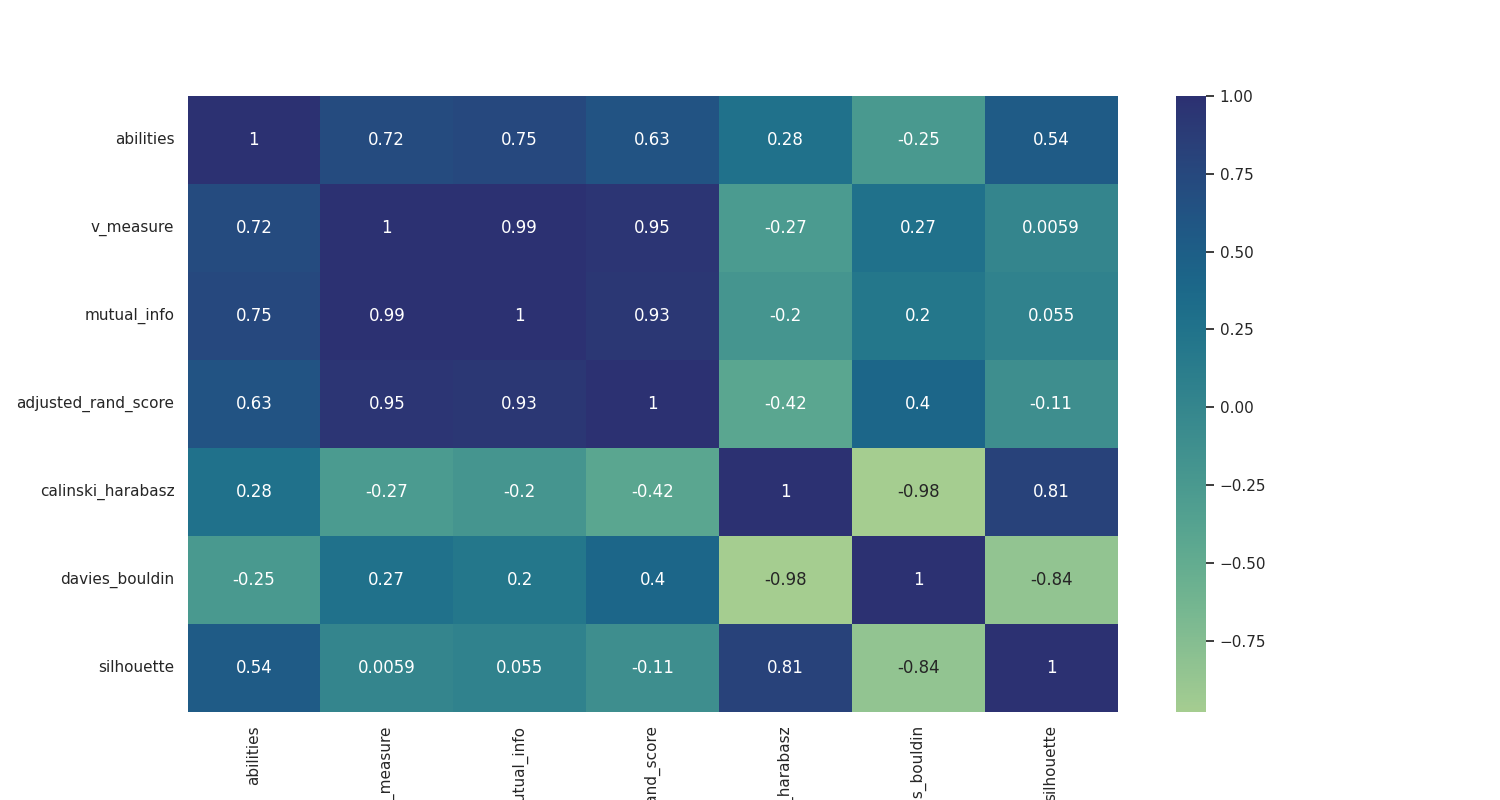 abilities 1 0.72 0.75 0.63 0.28 -0.25 0.54
v_measure 0.72 1 0.99 0.95 -0.27 0.27 0.0059
mutual_info 0.75 0.99 1 0.93 -0.2 0.2 0.055
adjusted_rand_score 0.63 0.95 0.93 1 -0.42 0.4 -0.11
calinski_harabasz 0.28 -0.27 -0.2 -0.42 1 -0.98 0.81
davies_bouldin -0.25 0.27 0.2 0.4 -0.98 1 -0.84
silhouette 0.54 0.0059 0.055 -0.11 0.81 -0.84 1
abilities
_measure
utual_info
and_score
_harabasz
s_bouldin
silhouette
1.00
0.75
0.50
0.25
0.00
−0.25
−0.50
−0.75